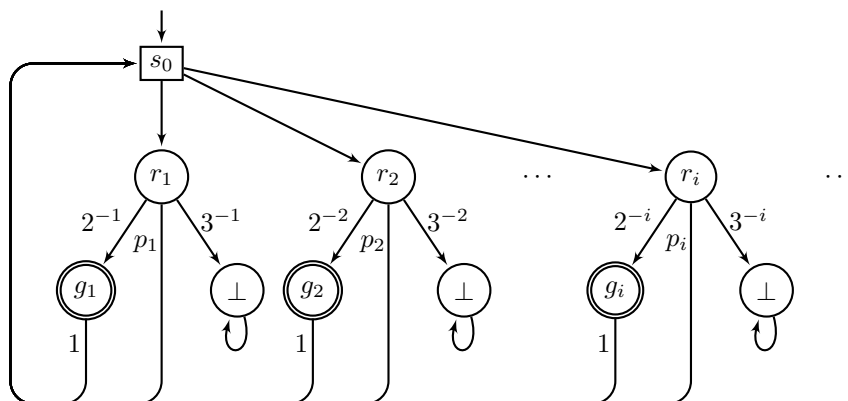 s₀
r₁ r₂ ⋯ rᵢ ⋅⋅
2⁻¹ 3⁻¹ 2⁻² 3⁻² 2⁻ⁱ 3⁻ⁱ
p₁ p₂ pᵢ
g₁ ⊥ g₂ ⊥ gᵢ ⊥
1 1 1